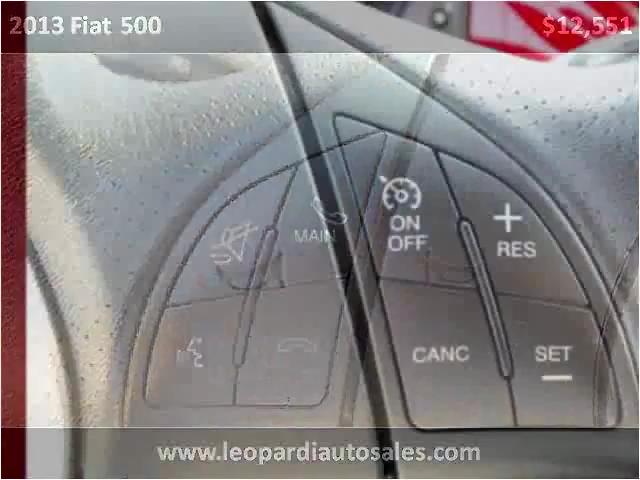 2013 Fiat 500
$12,551
MAIN
ON
OFF
+
RES
CANC
SET
—
www.leopardiautosales.com